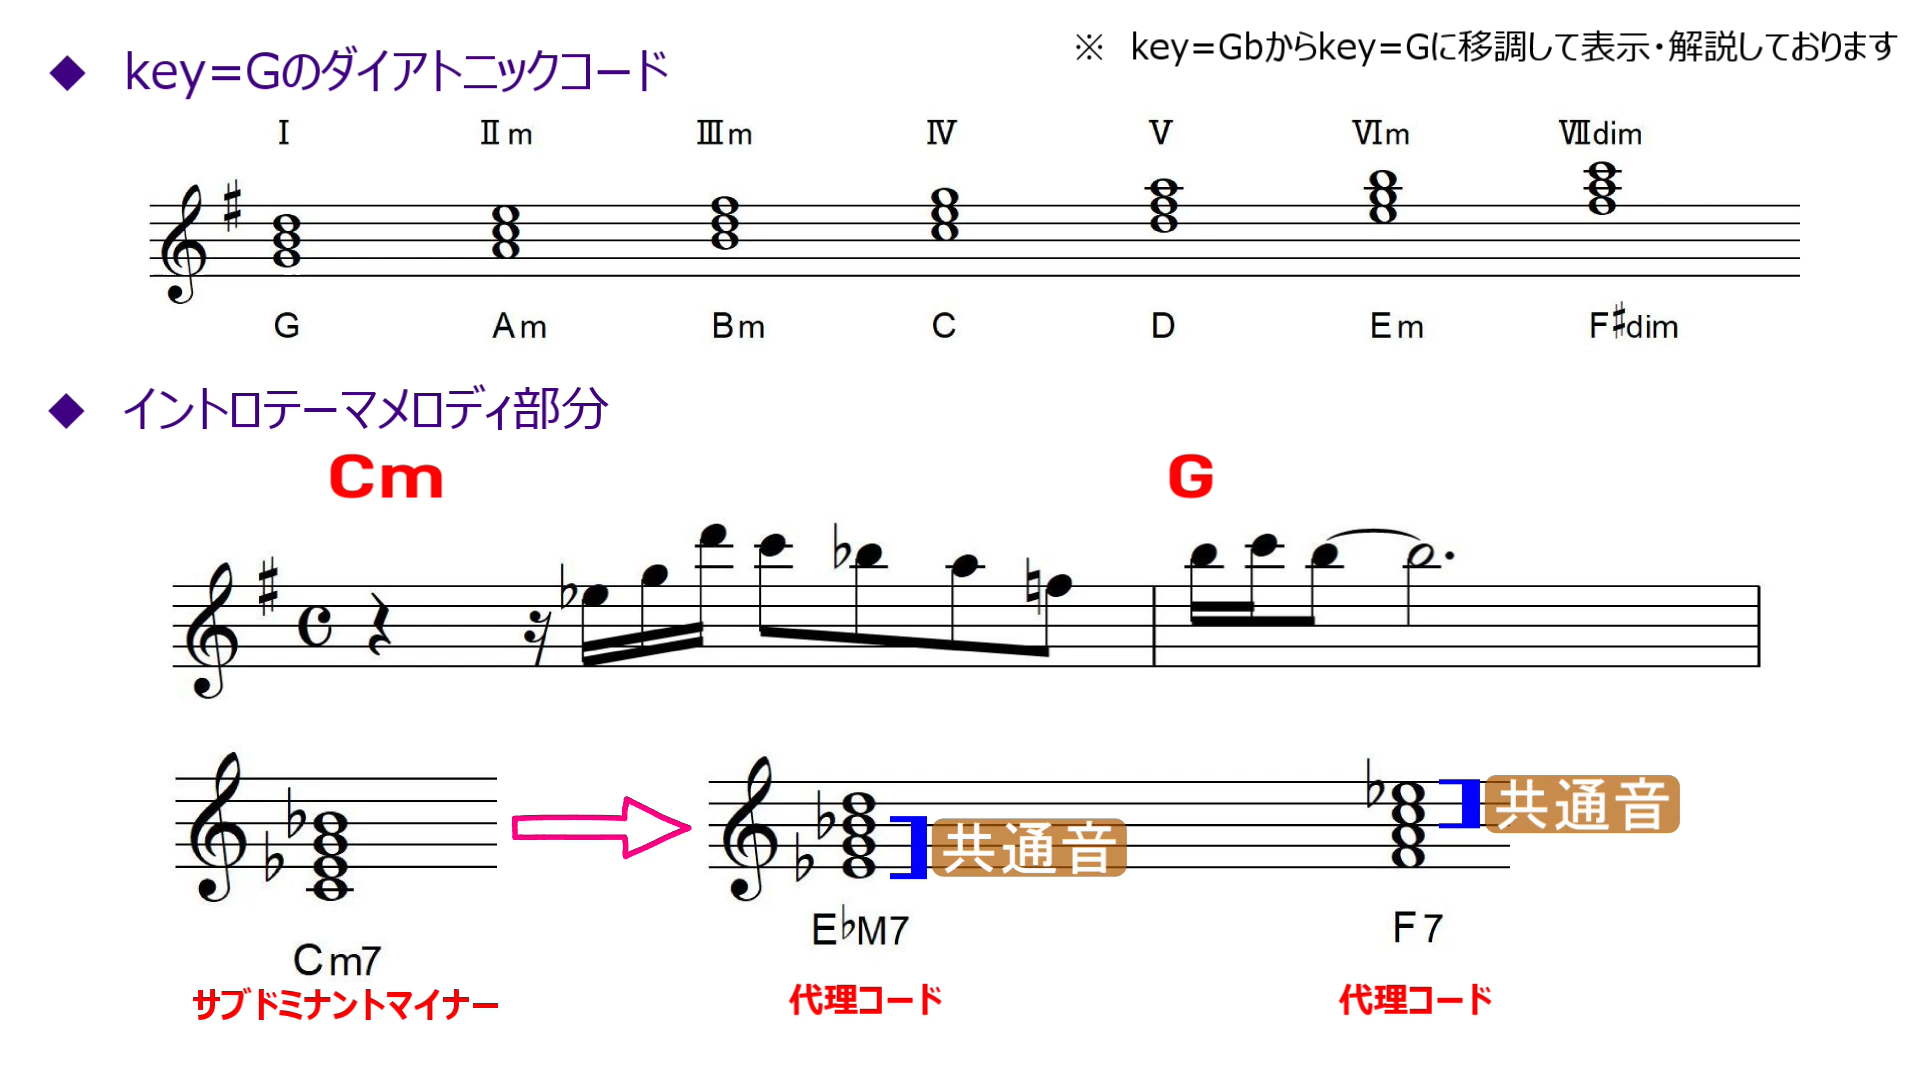 ◆ key=Gのダイアトニックコード
※ key=Gbからkey=Gに移調して表示・解説しております
Ⅰ Ⅱm Ⅲm Ⅳ Ⅴ Ⅵm Ⅶdim
G Am Bm C D Em F♯dim
◆ イントロテーマメロディ部分
Cm G
共通音
共通音
Cm7 E♭M7 F7
サブドミナントマイナー 代理コード 代理コード